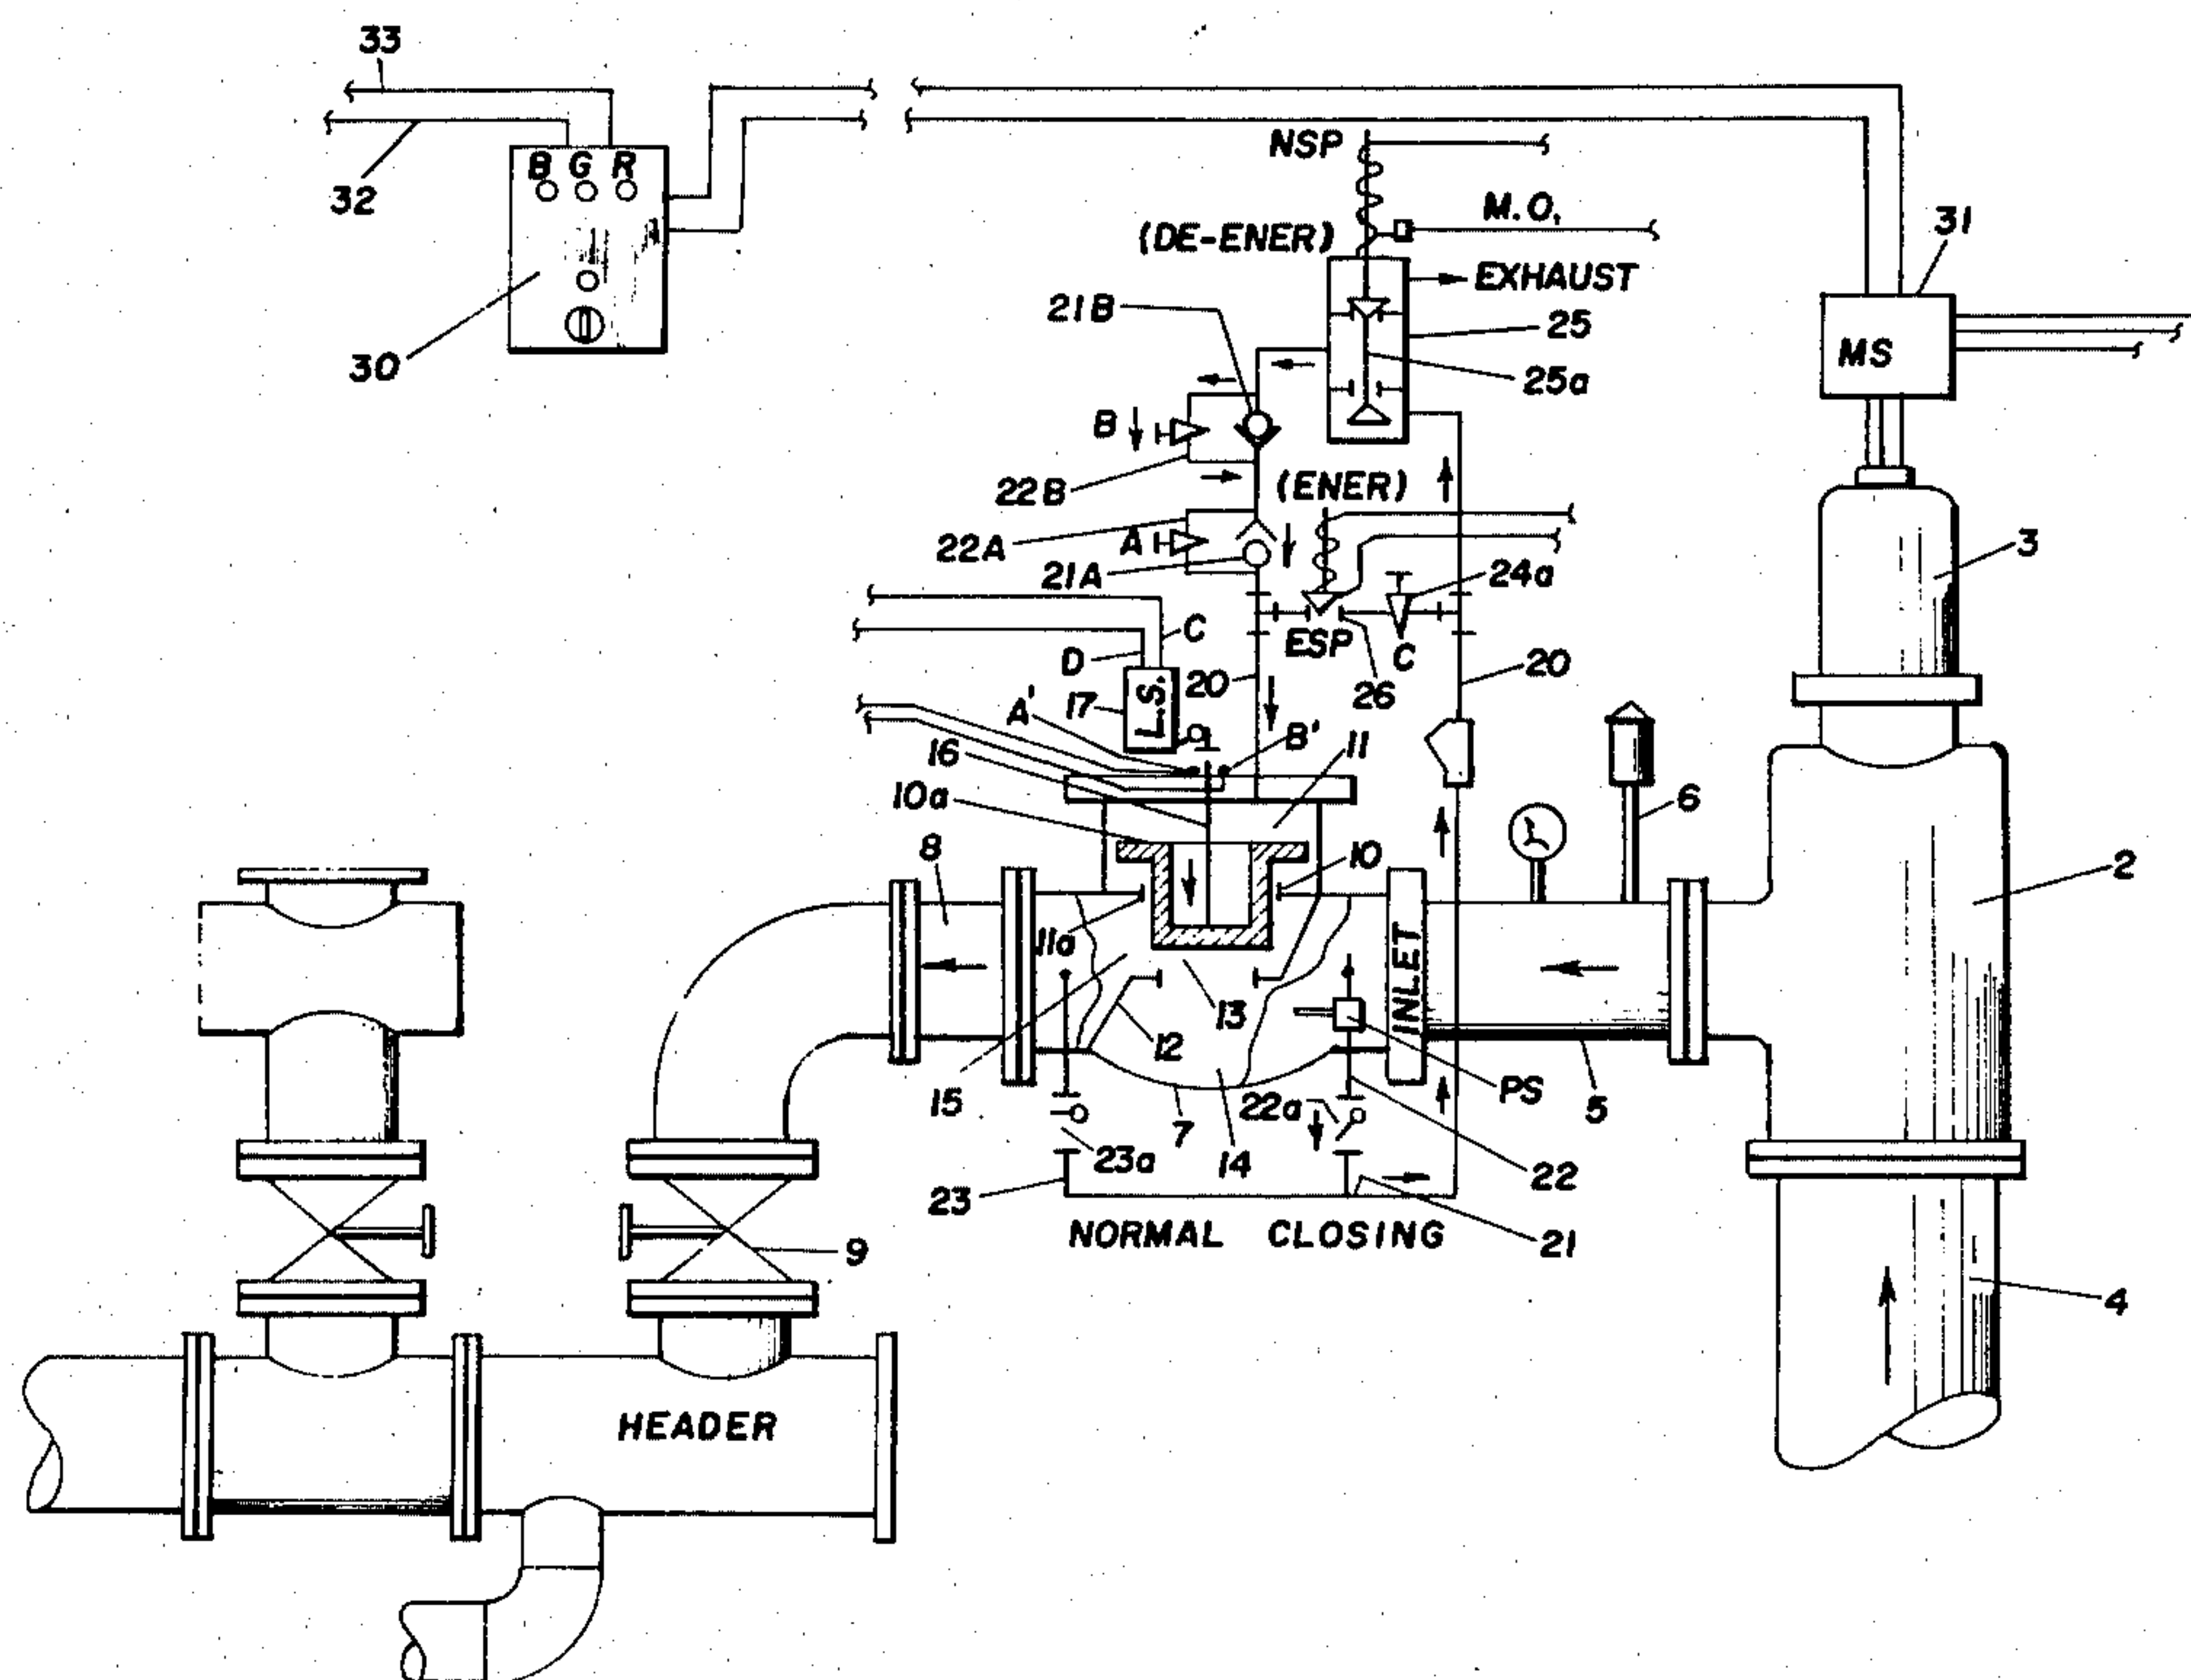 33
NSP
B G R
32
M.O.
(DE-ENER)
31
EXHAUST
21B
25
MS
30
25a
B
22B
(ENER)
22A
A
3
21A
24a
C
ESP
C
D
20
20
26
L.S.
17
A'
B'
11
16
10a
6
8
10
2
11a
INLET
13
12
15
PS
5
22a
7
23a
14
22
23
NORMAL CLOSING
21
9
4
HEADER